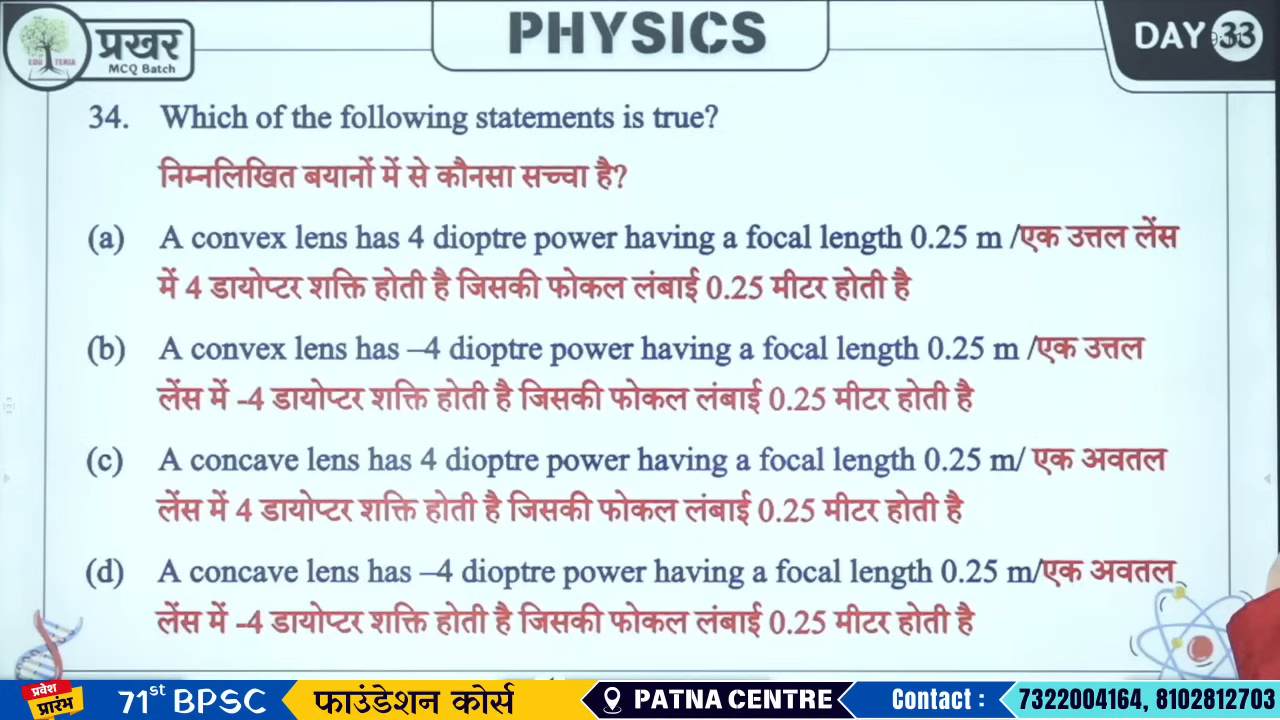 EDU TERIA
प्रखर
MCQ Batch
PHYSICS
DAY 33
34. Which of the following statements is true?
निम्नलिखित बयानों में से कौनसा सच्चा है?
(a) A convex lens has 4 dioptre power having a focal length 0.25 m /एक उत्तल लेंस
में 4 डायोप्टर शक्ति होती है जिसकी फोकल लंबाई 0.25 मीटर होती है
(b) A convex lens has –4 dioptre power having a focal length 0.25 m /एक उत्तल
लेंस में -4 डायोप्टर शक्ति होती है जिसकी फोकल लंबाई 0.25 मीटर होती है
(c) A concave lens has 4 dioptre power having a focal length 0.25 m/ एक अवतल
लेंस में 4 डायोप्टर शक्ति होती है जिसकी फोकल लंबाई 0.25 मीटर होती है
(d) A concave lens has –4 dioptre power having a focal length 0.25 m/एक अवतल
लेंस में -4 डायोप्टर शक्ति होती है जिसकी फोकल लंबाई 0.25 मीटर होती है
प्रवेश
प्रारंभ
71st BPSC फाउंडेशन कोर्स PATNA CENTRE Contact : 7322004164, 8102812703